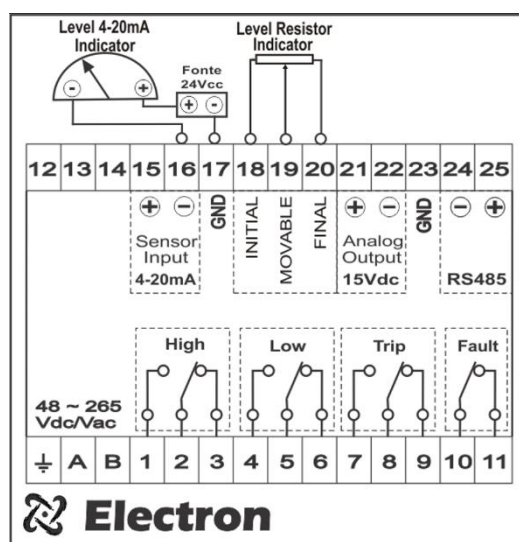 Level 4-20mA Indicator
Level Resistor Indicator
Fonte 24Vcc
- +
+ -
12 13 14 15 16 17 18 19 20 21 22 23 24 25
+ - GND INITIAL MOVABLE FINAL + - GND - +
Sensor Input 4-20mA
Analog Output 15Vdc
RS485
High Low Trip Fault
48 ~ 265 Vdc/Vac
A B 1 2 3 4 5 6 7 8 9 10 11
Electron